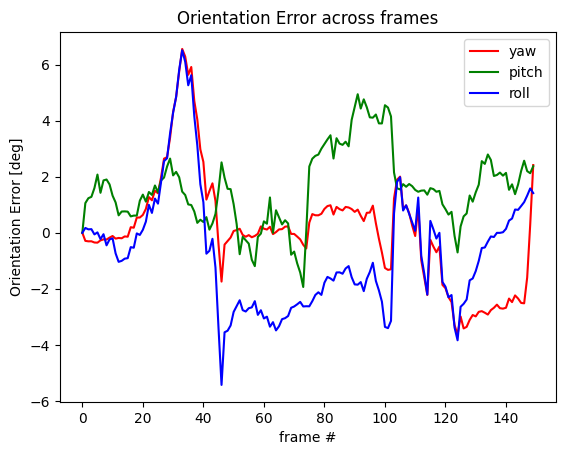 Orientation Error across frames
yaw
pitch
roll
Orientation Error [deg]
6
4
2
0
−2
−4
−6
0
20
40
60
80
100
120
140
frame #